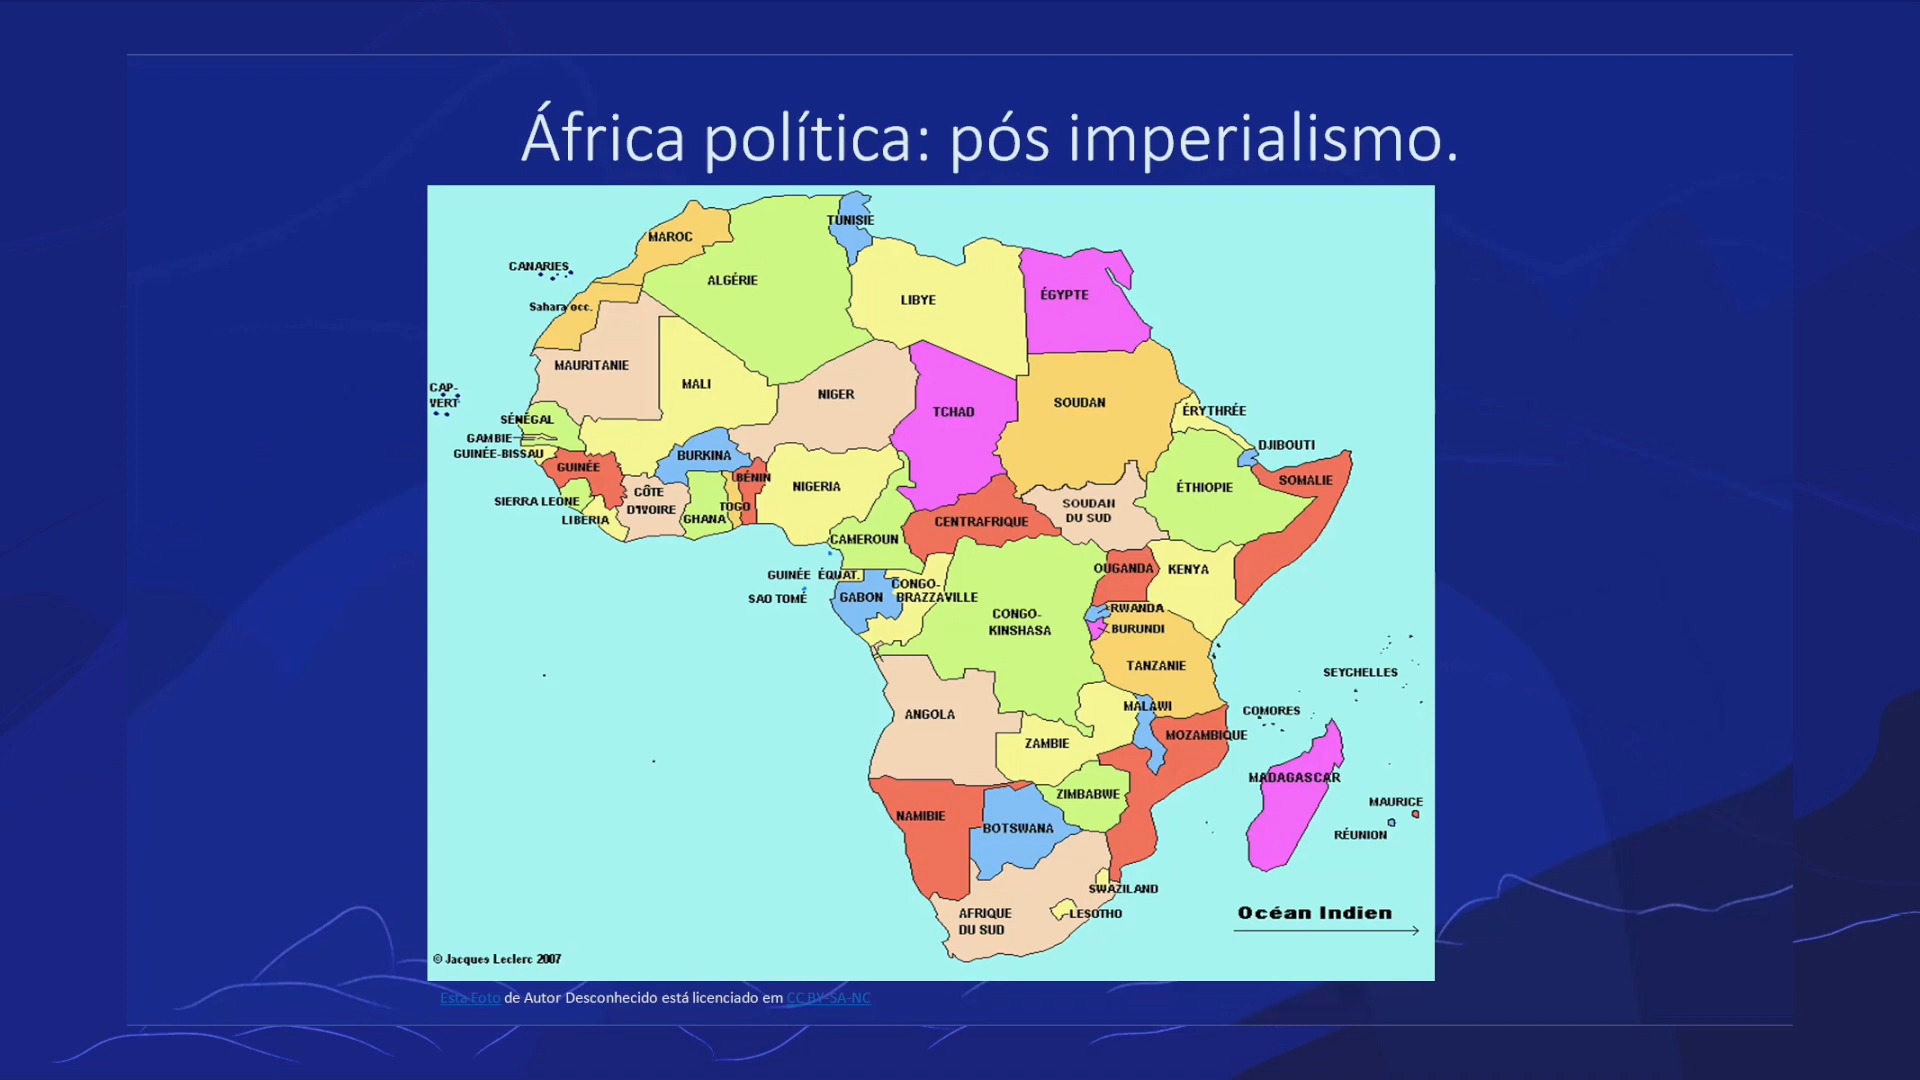 África política: pós imperialismo.
TUNISIE
MAROC
CANARIES
ALGÉRIE
LIBYE
ÉGYPTE
Sahara occ.
MAURITANIE
MALI
NIGER
TCHAD
SOUDAN
CAP-
VERT
ÉRYTHRÉE
SÉNÉGAL
GAMBIE
GUINÉE-BISSAU
DJIBOUTI
BURKINA
GUINÉE
BÉNIN
SOMALIE
NIGERIA
ÉTHIOPIE
CÔTE
D'IVOIRE
SIERRA LEONE
TOGO
SOUDAN
DU SUD
LIBERIA
GHANA
CENTRAFRIQUE
CAMEROUN
OUGANDA
KENYA
GUINÉE ÉQUAT.
CONGO-
BRAZZAVILLE
SAO TOMÉ
GABON
RWANDA
CONGO-
KINSHASA
BURUNDI
TANZANIE
SEYCHELLES
MALAWI
COMORES
ANGOLA
MOZAMBIQUE
ZAMBIE
MADAGASCAR
ZIMBABWE
MAURICE
NAMIBIE
BOTSWANA
RÉUNION
SWAZILAND
AFRIQUE
DU SUD
LESOTHO
Océan Indien
© Jacques Leclerc 2007
Esta Foto de Autor Desconhecido está licenciado em CC BY-SA-NC